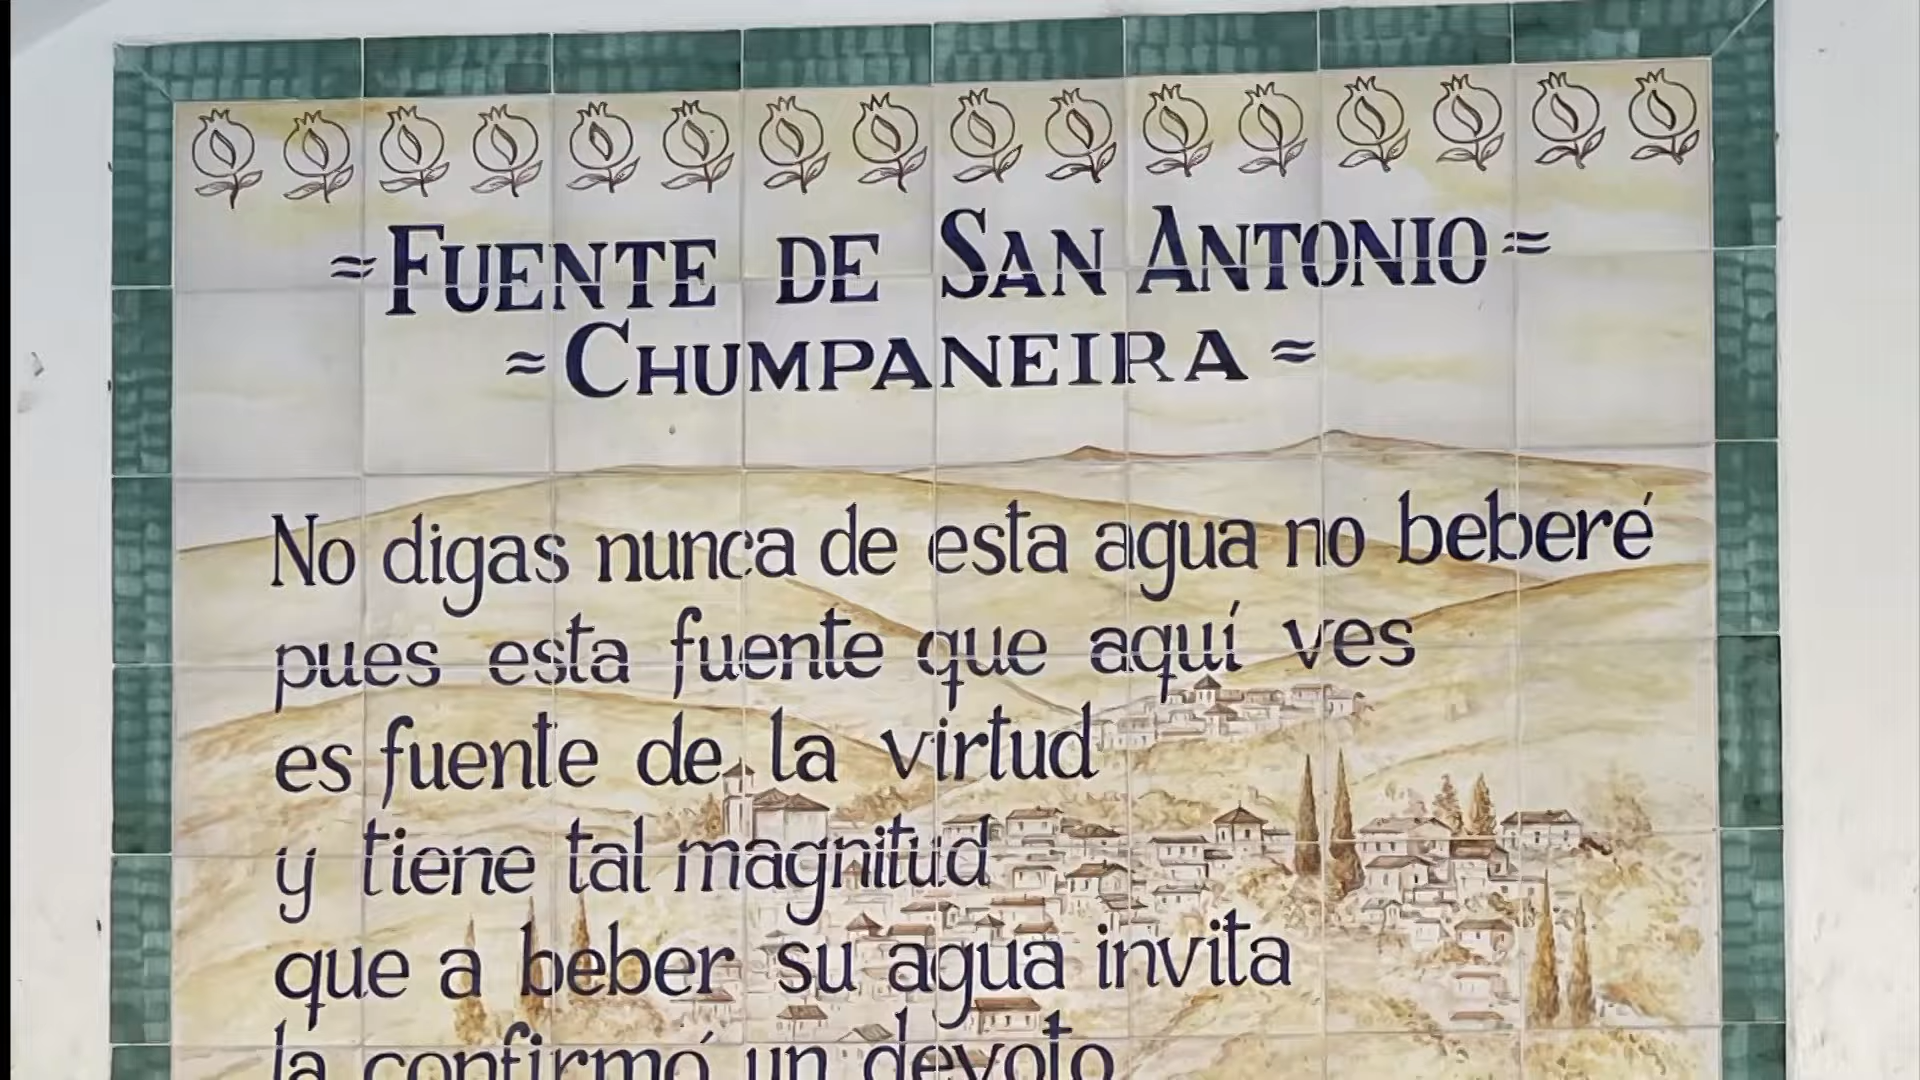 ≈FUENTE DE SAN ANTONIO≈
≈CHUMPANEIRA≈
No digas nunca de esta agua no beberé
pues esta fuente que aquí ves
es fuente de la virtud
y tiene tal magnitud
que a beber su agua invita
la confirmó un devoto